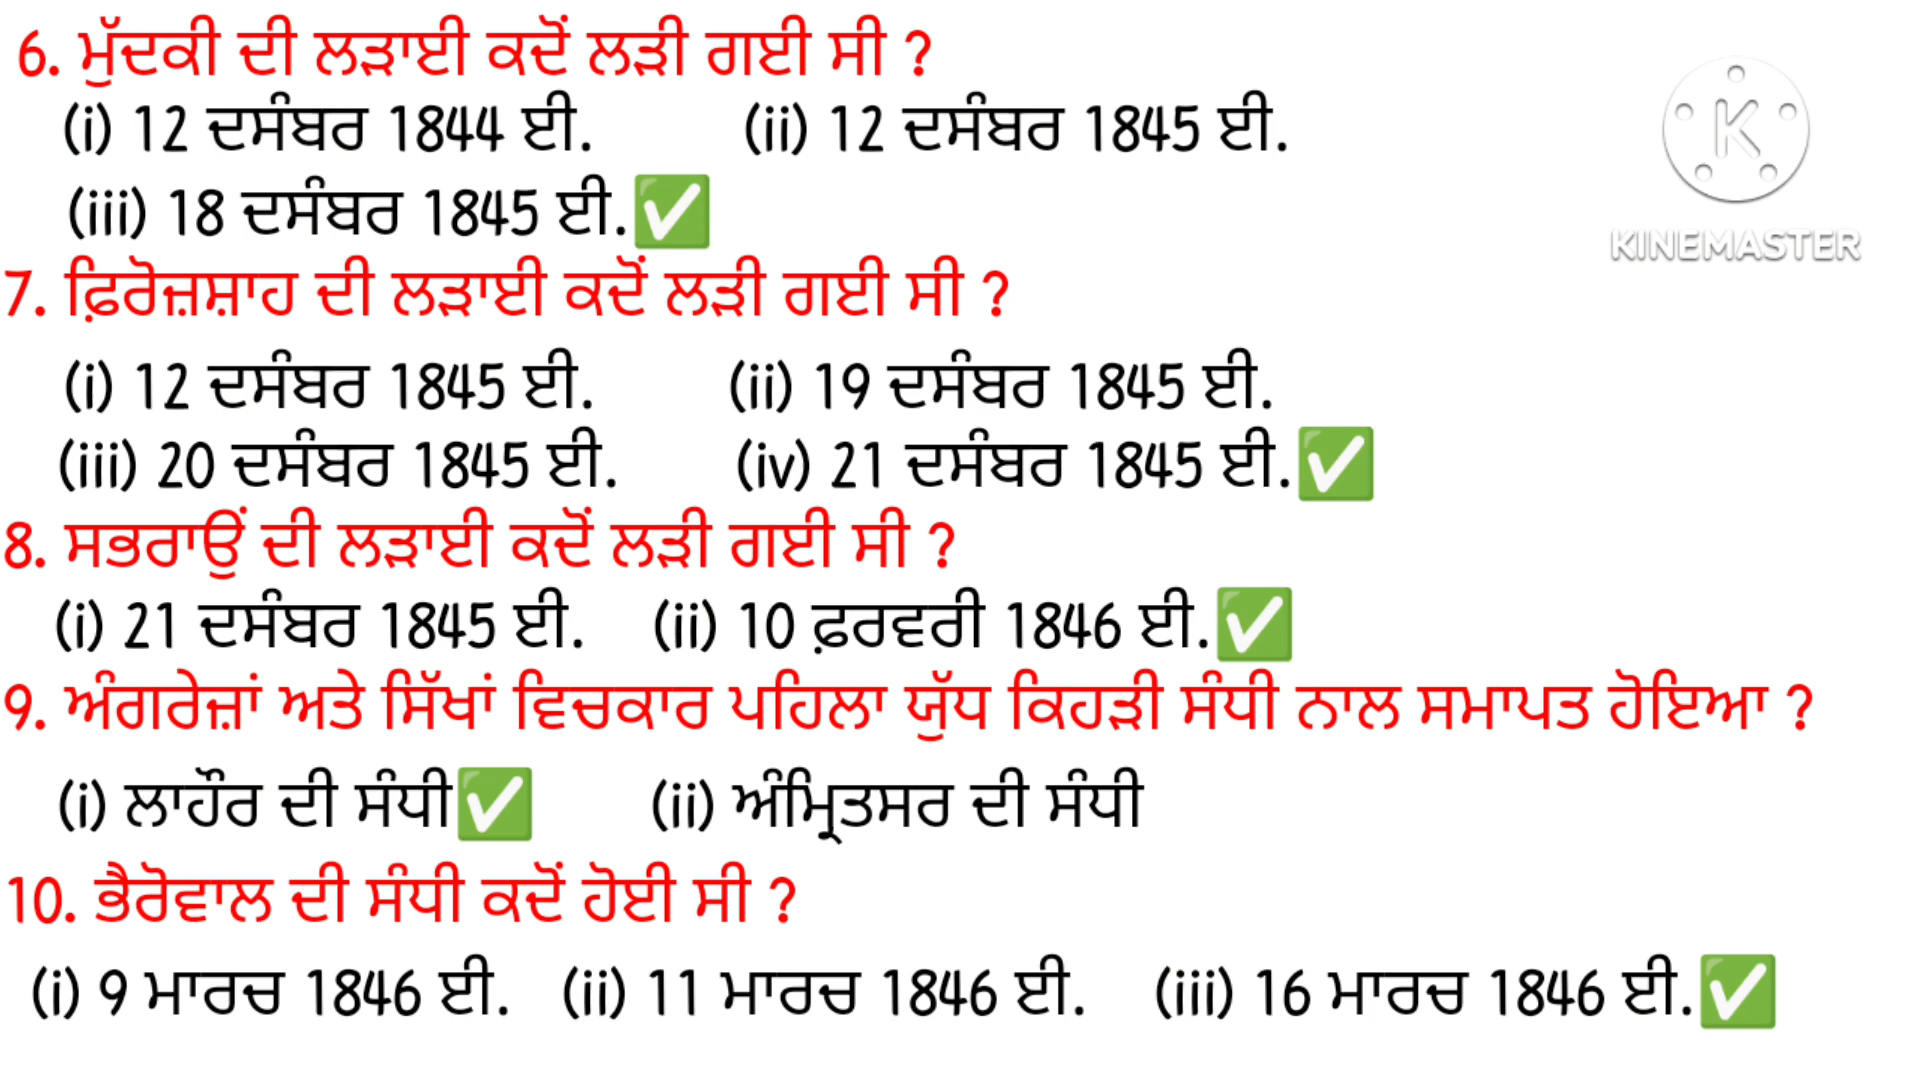 6. ਮੁੱਦਕੀ ਦੀ ਲੜਾਈ ਕਦੋਂ ਲੜੀ ਗਈ ਸੀ ?
(i) 12 ਦਸੰਬਰ 1844 ਈ. (ii) 12 ਦਸੰਬਰ 1845 ਈ.
(iii) 18 ਦਸੰਬਰ 1845 ਈ.✅
KINEMASTER
7. ਫ਼ਿਰੋਜ਼ਸ਼ਾਹ ਦੀ ਲੜਾਈ ਕਦੋਂ ਲੜੀ ਗਈ ਸੀ ?
(i) 12 ਦਸੰਬਰ 1845 ਈ. (ii) 19 ਦਸੰਬਰ 1845 ਈ.
(iii) 20 ਦਸੰਬਰ 1845 ਈ. (iv) 21 ਦਸੰਬਰ 1845 ਈ.✅
8. ਸਭਰਾਉਂ ਦੀ ਲੜਾਈ ਕਦੋਂ ਲੜੀ ਗਈ ਸੀ ?
(i) 21 ਦਸੰਬਰ 1845 ਈ. (ii) 10 ਫ਼ਰਵਰੀ 1846 ਈ.✅
9. ਅੰਗਰੇਜ਼ਾਂ ਅਤੇ ਸਿੱਖਾਂ ਵਿਚਕਾਰ ਪਹਿਲਾ ਯੁੱਧ ਕਿਹੜੀ ਸੰਧੀ ਨਾਲ ਸਮਾਪਤ ਹੋਇਆ ?
(i) ਲਾਹੌਰ ਦੀ ਸੰਧੀ✅ (ii) ਅੰਮ੍ਰਿਤਸਰ ਦੀ ਸੰਧੀ
10. ਭੈਰੋਵਾਲ ਦੀ ਸੰਧੀ ਕਦੋਂ ਹੋਈ ਸੀ ?
(i) 9 ਮਾਰਚ 1846 ਈ. (ii) 11 ਮਾਰਚ 1846 ਈ. (iii) 16 ਮਾਰਚ 1846 ਈ.✅